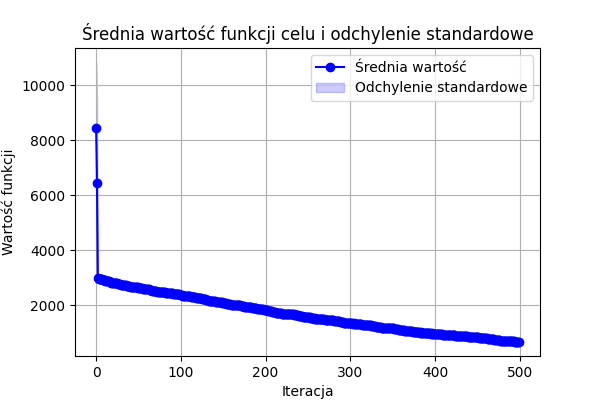 Średnia wartość funkcji celu i odchylenie standardowe
Średnia wartość
Odchylenie standardowe
Wartość funkcji
10000
8000
6000
4000
2000
0 100 200 300 400 500
Iteracja